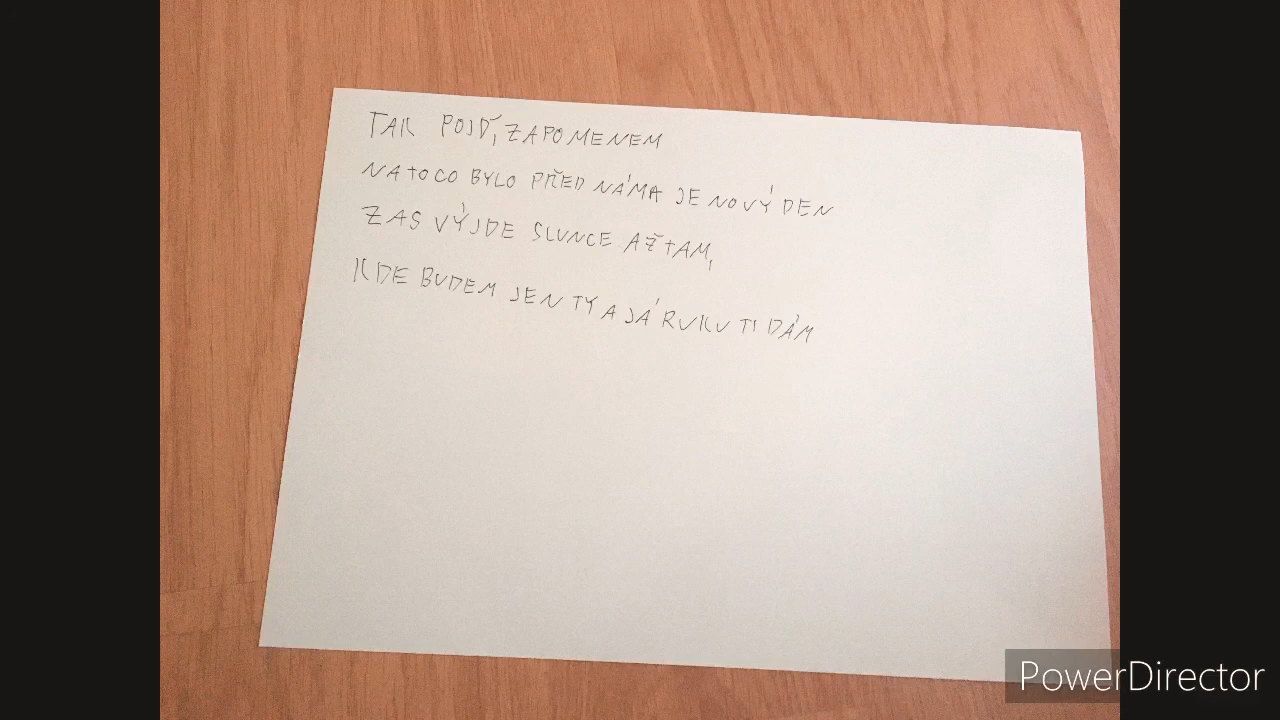 TAK POJĎ, ZAPOMENEM
NA TO CO BYLO PŘED NÁMA JE NOVÝ DEN
ZAS VÝJDE SLUNCE AŽ TAM,
KDE BUDEM JEN TY A JÁ RUKU TI DÁM
PowerDirector